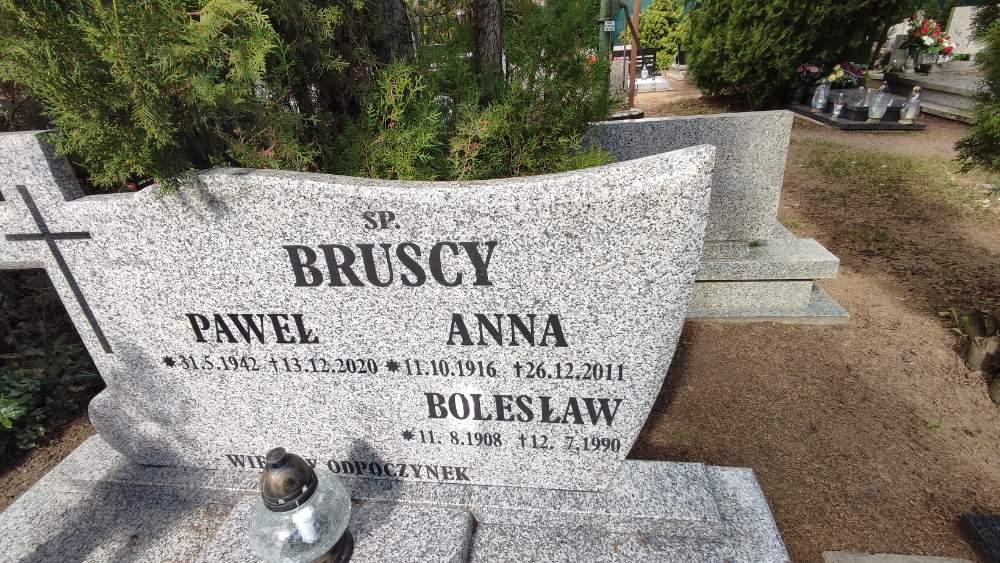 SP.
BRUSCY
PAWEŁ ANNA
*31.5.1942 †13.12.2020 *11.10.1916 †26.12.2011
BOLESŁAW
*11. 8.1908 †12. 7.1990
ODPOCZYNEK